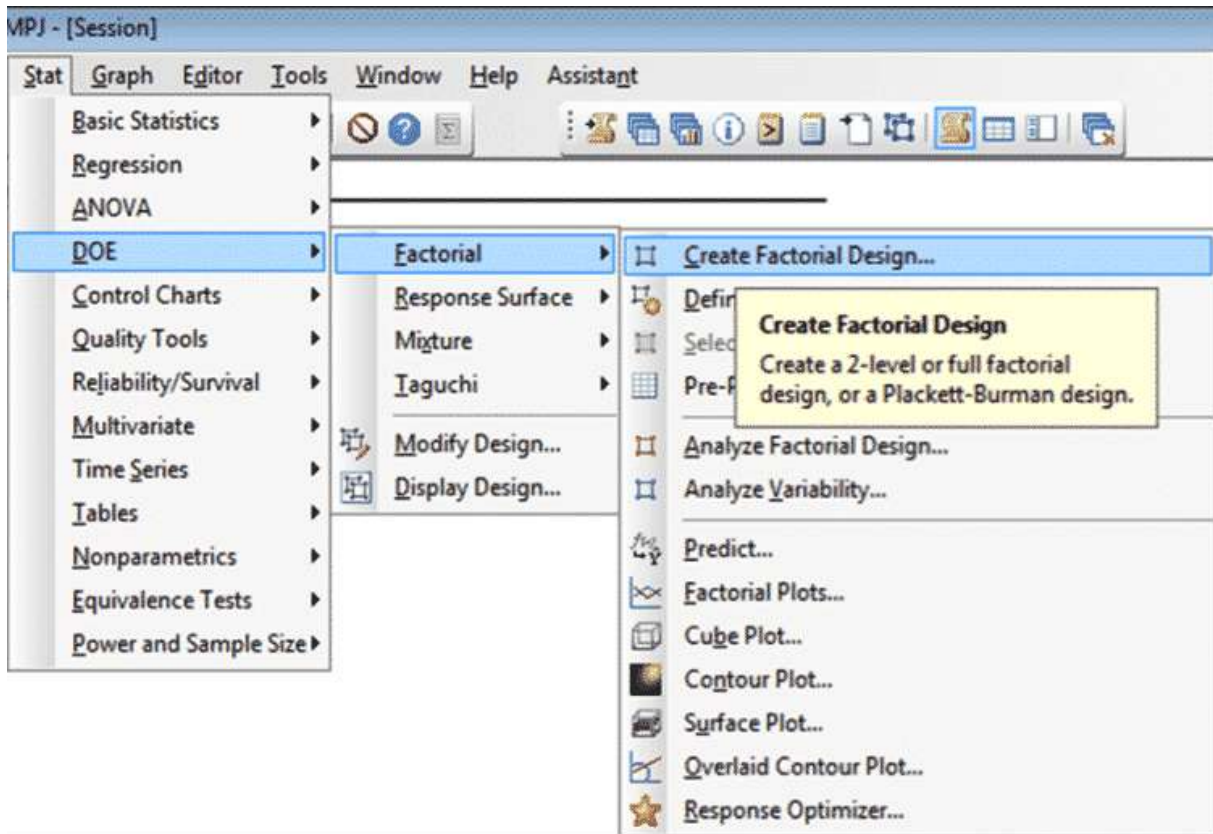 MPJ - [Session]
Stat Graph Editor Tools Window Help Assistant
Basic Statistics
Regression
ANOVA
DOE
Control Charts
Quality Tools
Reliability/Survival
Multivariate
Time Series
Tables
Nonparametrics
Equivalence Tests
Power and Sample Size
Factorial
Response Surface
Mixture
Taguchi
Modify Design...
Display Design...
Create Factorial Design...
Defin
Selec
Pre-P
Create Factorial Design
Create a 2-level or full factorial
design, or a Plackett-Burman design.
Analyze Factorial Design...
Analyze Variability...
Predict...
Factorial Plots...
Cube Plot...
Contour Plot...
Surface Plot...
Overlaid Contour Plot...
Response Optimizer...